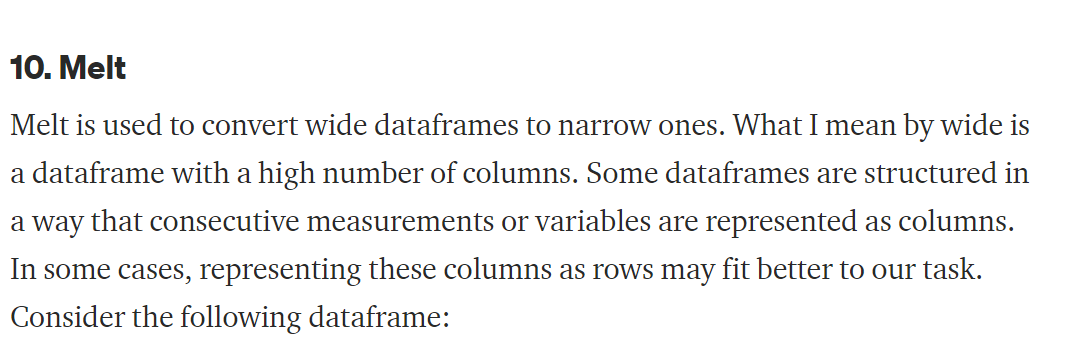 10. Melt
Melt is used to convert wide dataframes to narrow ones. What I mean by wide is
a dataframe with a high number of columns. Some dataframes are structured in
a way that consecutive measurements or variables are represented as columns.
In some cases, representing these columns as rows may fit better to our task.
Consider the following dataframe: